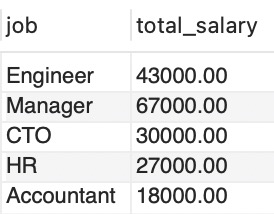 job total_salary
Engineer 43000.00
Manager 67000.00
CTO 30000.00
HR 27000.00
Accountant 18000.00